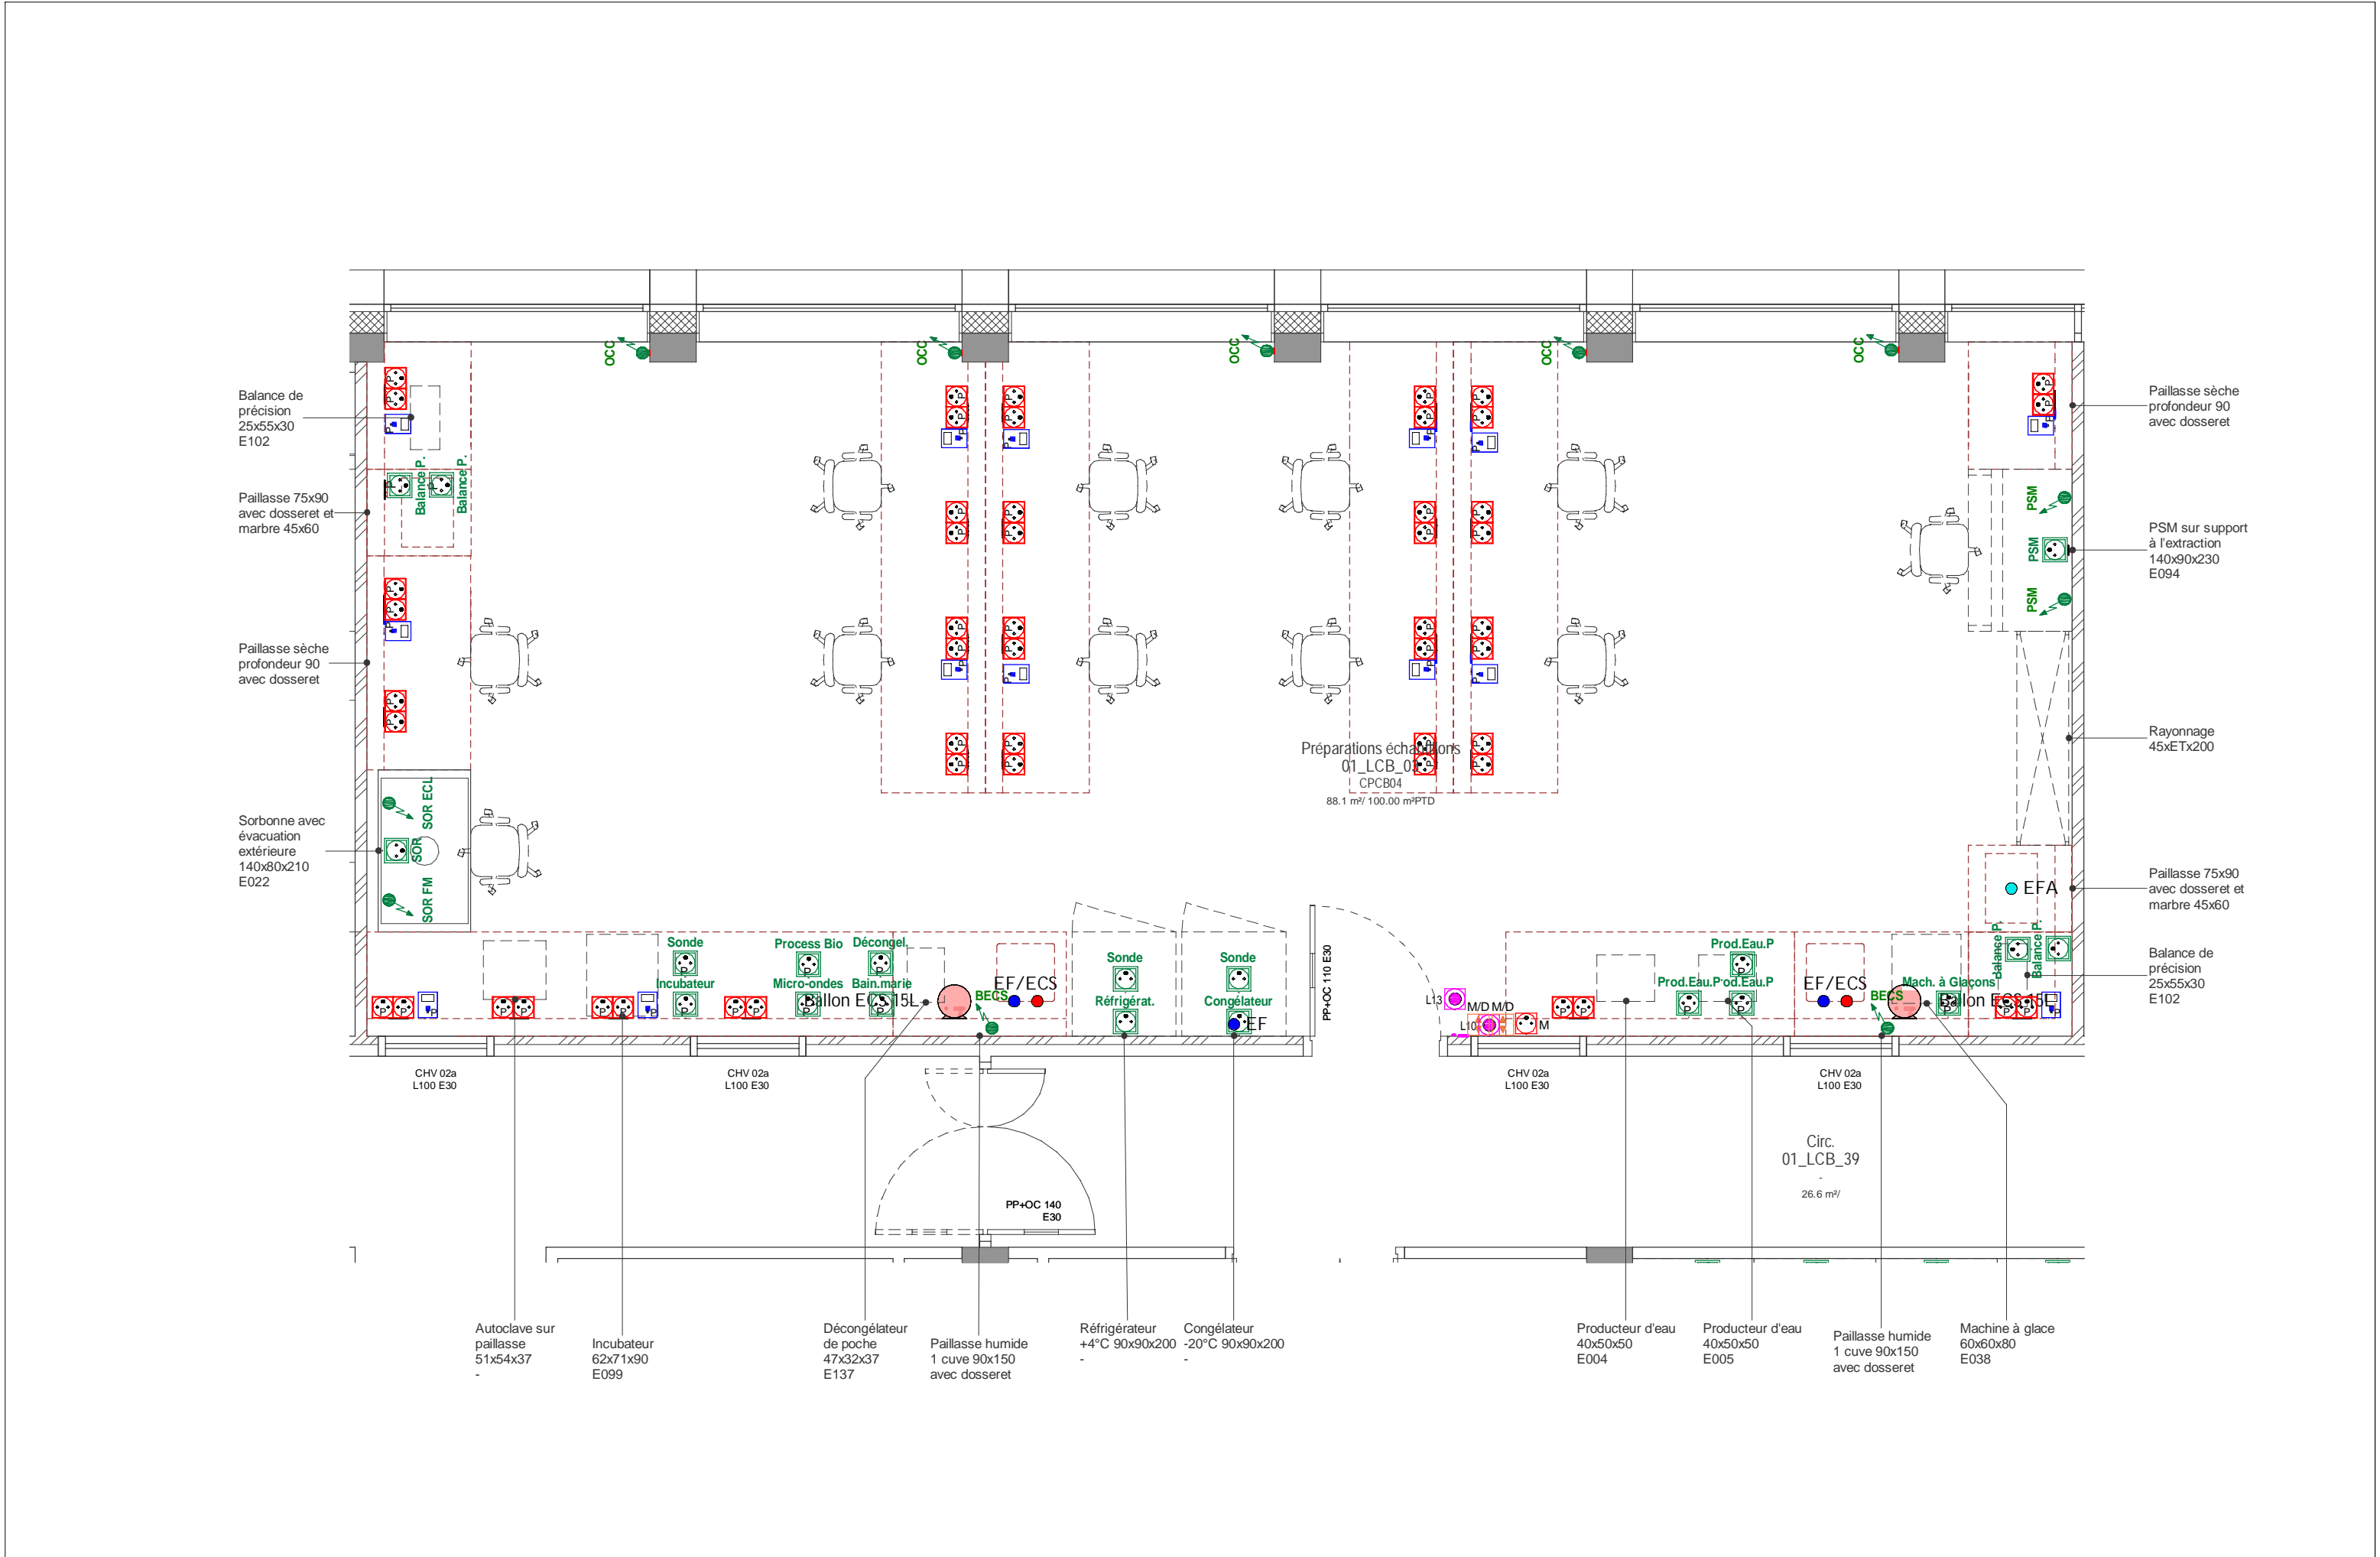 OCC
OCC
OCC
OCC
OCC
Balance de
précision
25x55x30
E102
Paillasse 75x90
avec dosseret et
marbre 45x60
Paillasse sèche
profondeur 90
avec dosseret
Sorbonne avec
évacuation
extérieure
140x80x210
E022
Balance P.
Balance P.
SOR ECL
SOR
SOR FM
Préparations échantillons
CPCB04
88.1 m²/ 100.00 m²PTD
Paillasse sèche
profondeur 90
avec dosseret
PSM
PSM
PSM
PSM sur support
à l'extraction
140x90x230
E094
Rayonnage
45xETx200
Paillasse 75x90
avec dosseret et
marbre 45x60
Balance de
précision
25x55x30
E102
EFA
Balance P.
Balance P.
Sonde
Incubateur
Process Bio
Micro-ondes
Décongel.
Bain.marie
Ballon ECS 15L
BECS
EF/ECS
Sonde
Réfrigérat.
Sonde
Congélateur
EF
PP+OC 110 E30
L13
M/D M/D
L10
M
Prod.Eau.P
Prod.Eau.P
Prod.Eau.P
EF/ECS
BECS
Mach. à Glaçons
Ballon ECS 15L
CHV 02a
L100 E30
CHV 02a
L100 E30
CHV 02a
L100 E30
CHV 02a
L100 E30
PP+OC 140
E30
Circ.
01_LCB_39
-
26.6 m²/
Autoclave sur
paillasse
51x54x37
-
Incubateur
62x71x90
E099
Décongélateur
de poche
47x32x37
E137
Paillasse humide
1 cuve 90x150
avec dosseret
Réfrigérateur
+4°C 90x90x200
-
Congélateur
-20°C 90x90x200
-
Producteur d'eau
40x50x50
E004
Producteur d'eau
40x50x50
E005
Paillasse humide
1 cuve 90x150
avec dosseret
Machine à glace
60x60x80
E038